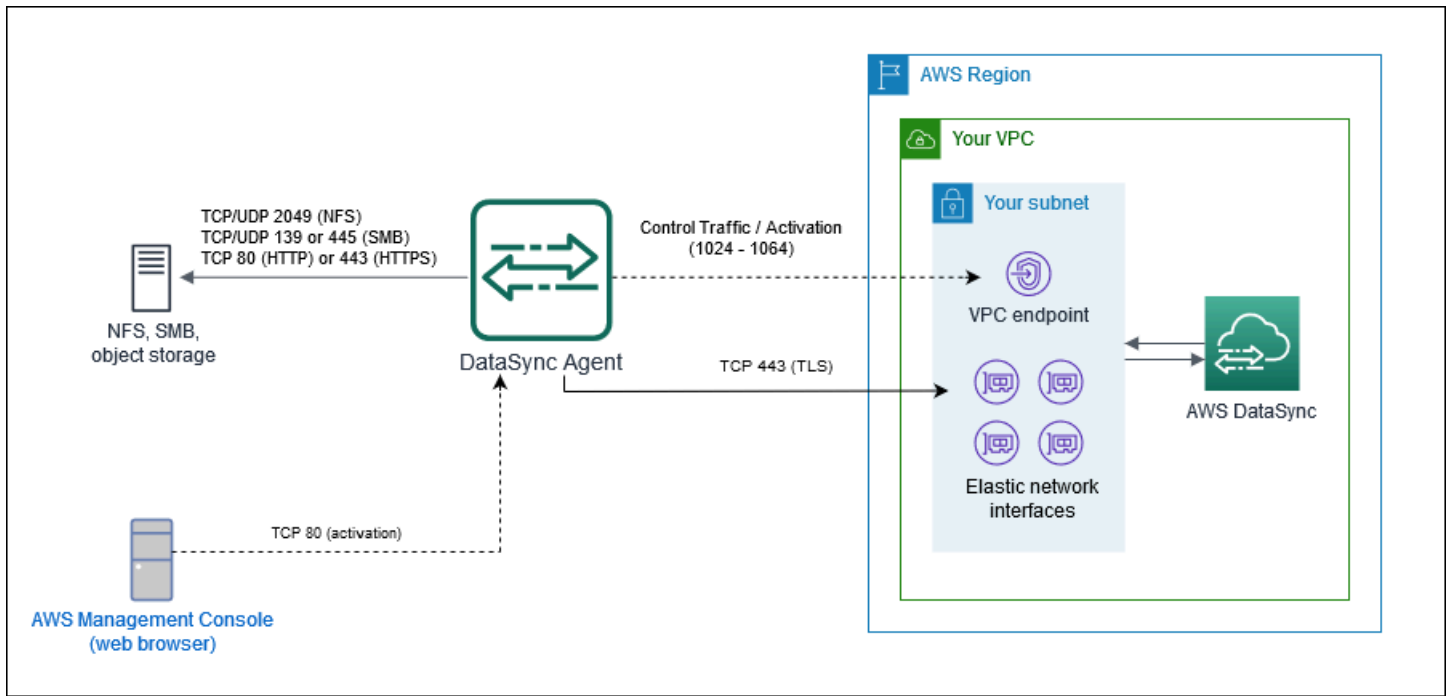 AWS Region
Your VPC
Your subnet
TCP/UDP 2049 (NFS)
TCP/UDP 139 or 445 (SMB)
TCP 80 (HTTP) or 443 (HTTPS)
NFS, SMB,
object storage
DataSync Agent
Control Traffic / Activation
(1024 - 1064)
VPC endpoint
TCP 443 (TLS)
Elastic network
interfaces
AWS DataSync
TCP 80 (activation)
AWS Management Console
(web browser)